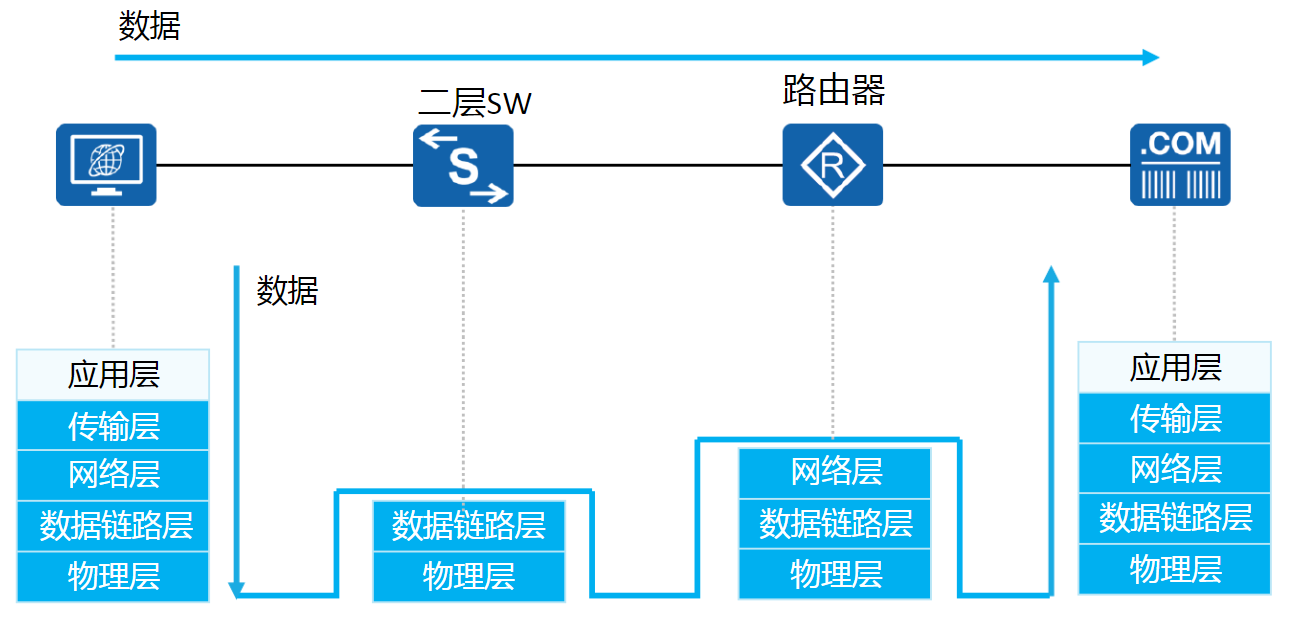 数据
二层SW
路由器
S
R
.COM
数据
应用层
传输层
网络层
数据链路层
物理层
数据链路层
物理层
网络层
数据链路层
物理层
应用层
传输层
网络层
数据链路层
物理层